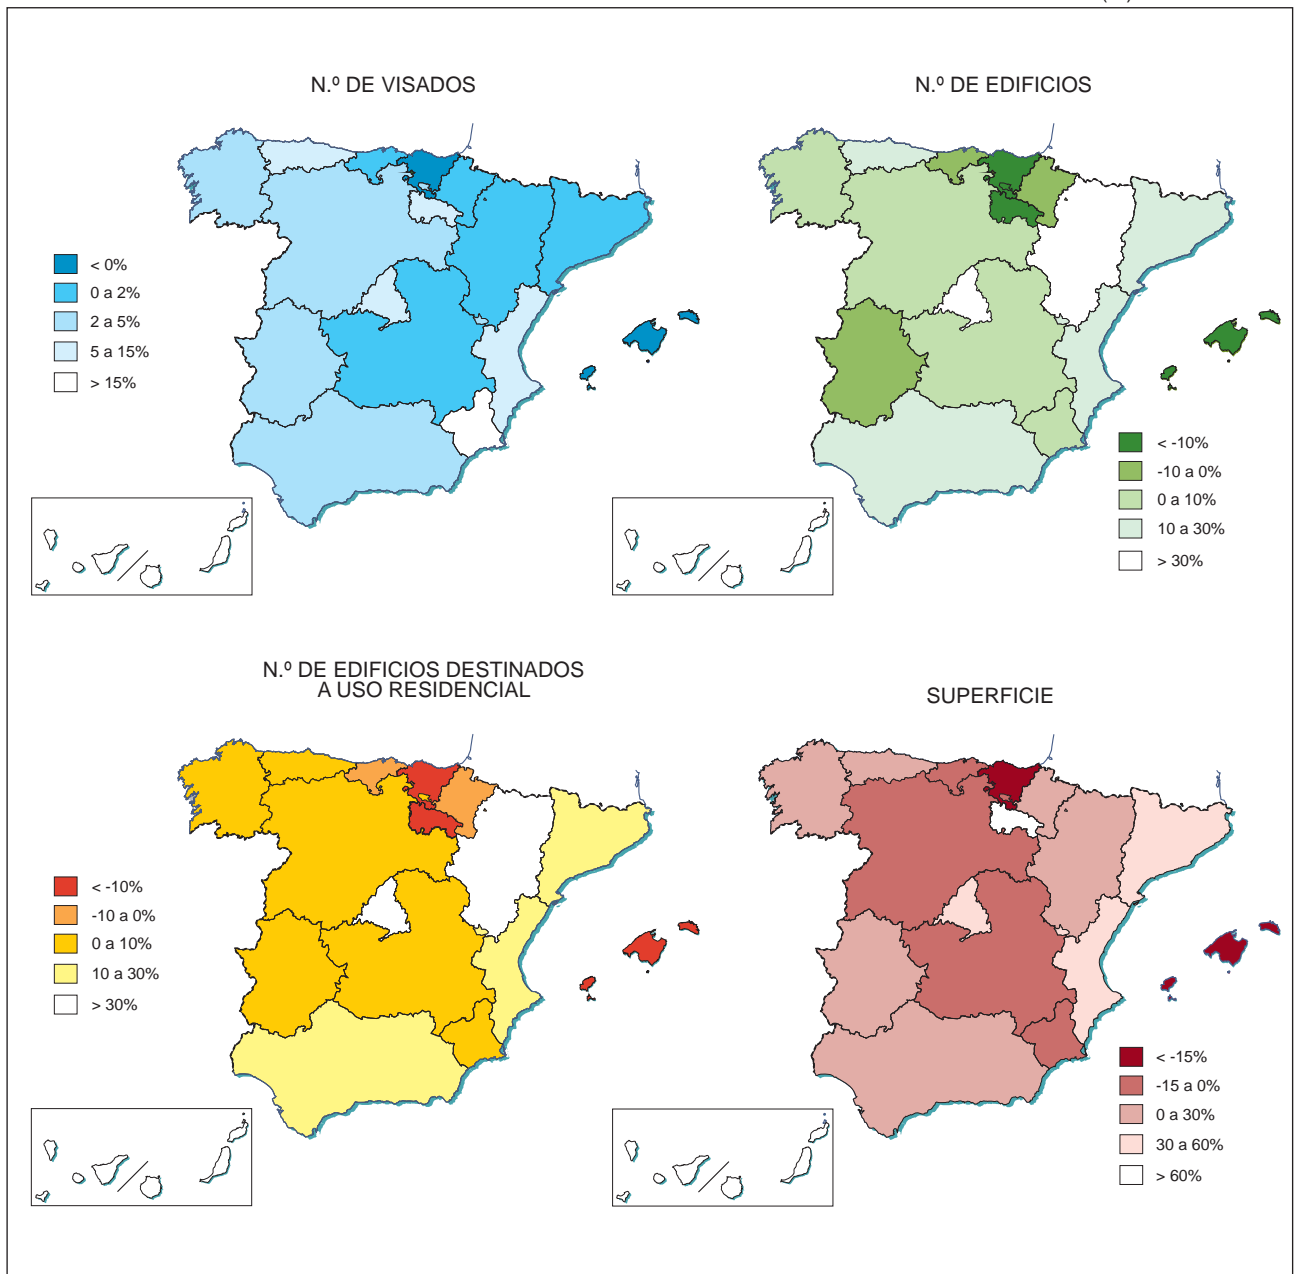 N.º DE VISADOS
< 0%
0 a 2%
2 a 5%
5 a 15%
> 15%
N.º DE EDIFICIOS
< -10%
-10 a 0%
0 a 10%
10 a 30%
> 30%
N.º DE EDIFICIOS DESTINADOS
A USO RESIDENCIAL
< -10%
-10 a 0%
0 a 10%
10 a 30%
> 30%
SUPERFICIE
< -15%
-15 a 0%
0 a 30%
30 a 60%
> 60%